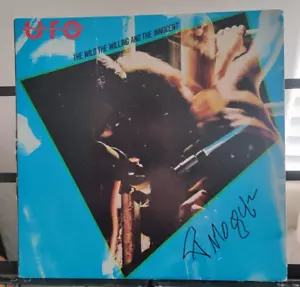 UFO
THE WILD THE WILLING AND THE INNOCENT